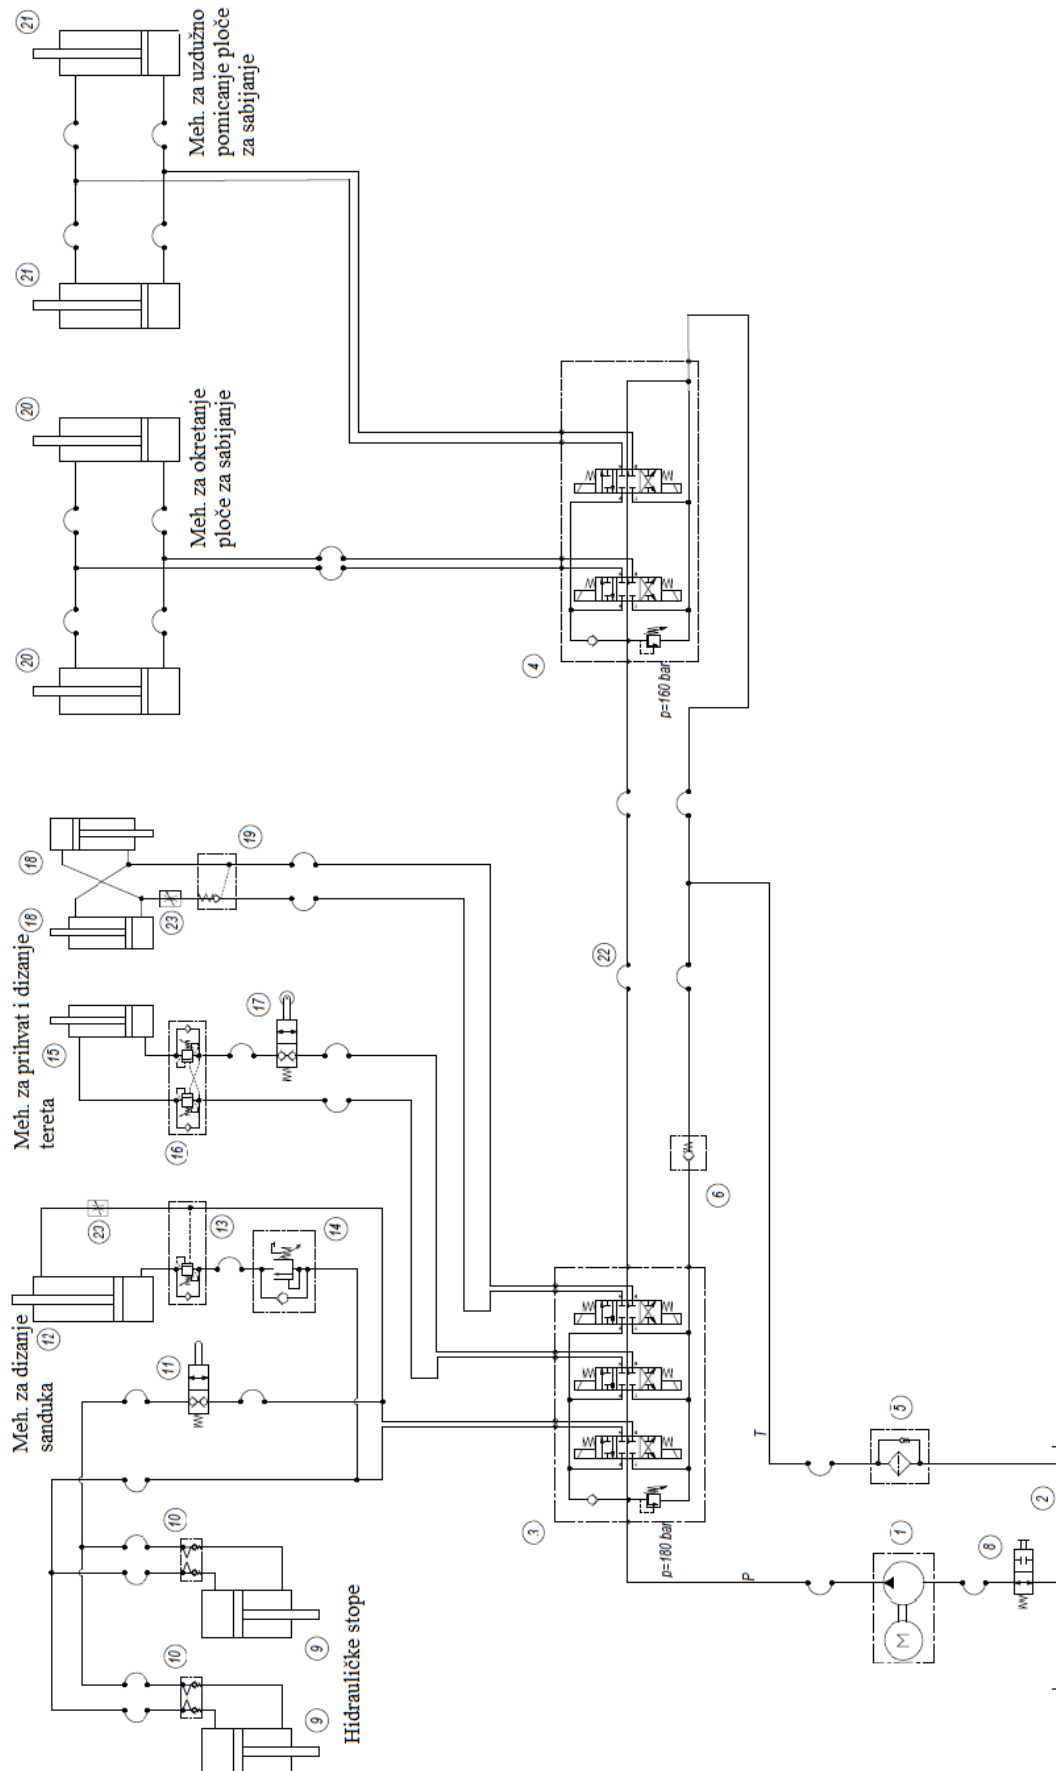 21
21
Meh. za uzdužno
pomicanje ploče
za sabijanje
20
20
Meh. za okretanje
ploče za sabijanje
4
p=160 bar
18
18
19
23
Meh. za prihvat i dizanje
tereta
15
16
17
22
6
Meh. za dizanje
sanduka
12
23
13
14
11
3
p=180 bar
P
T
5
2
1
M
8
10
10
9
9
Hidrauličke stope